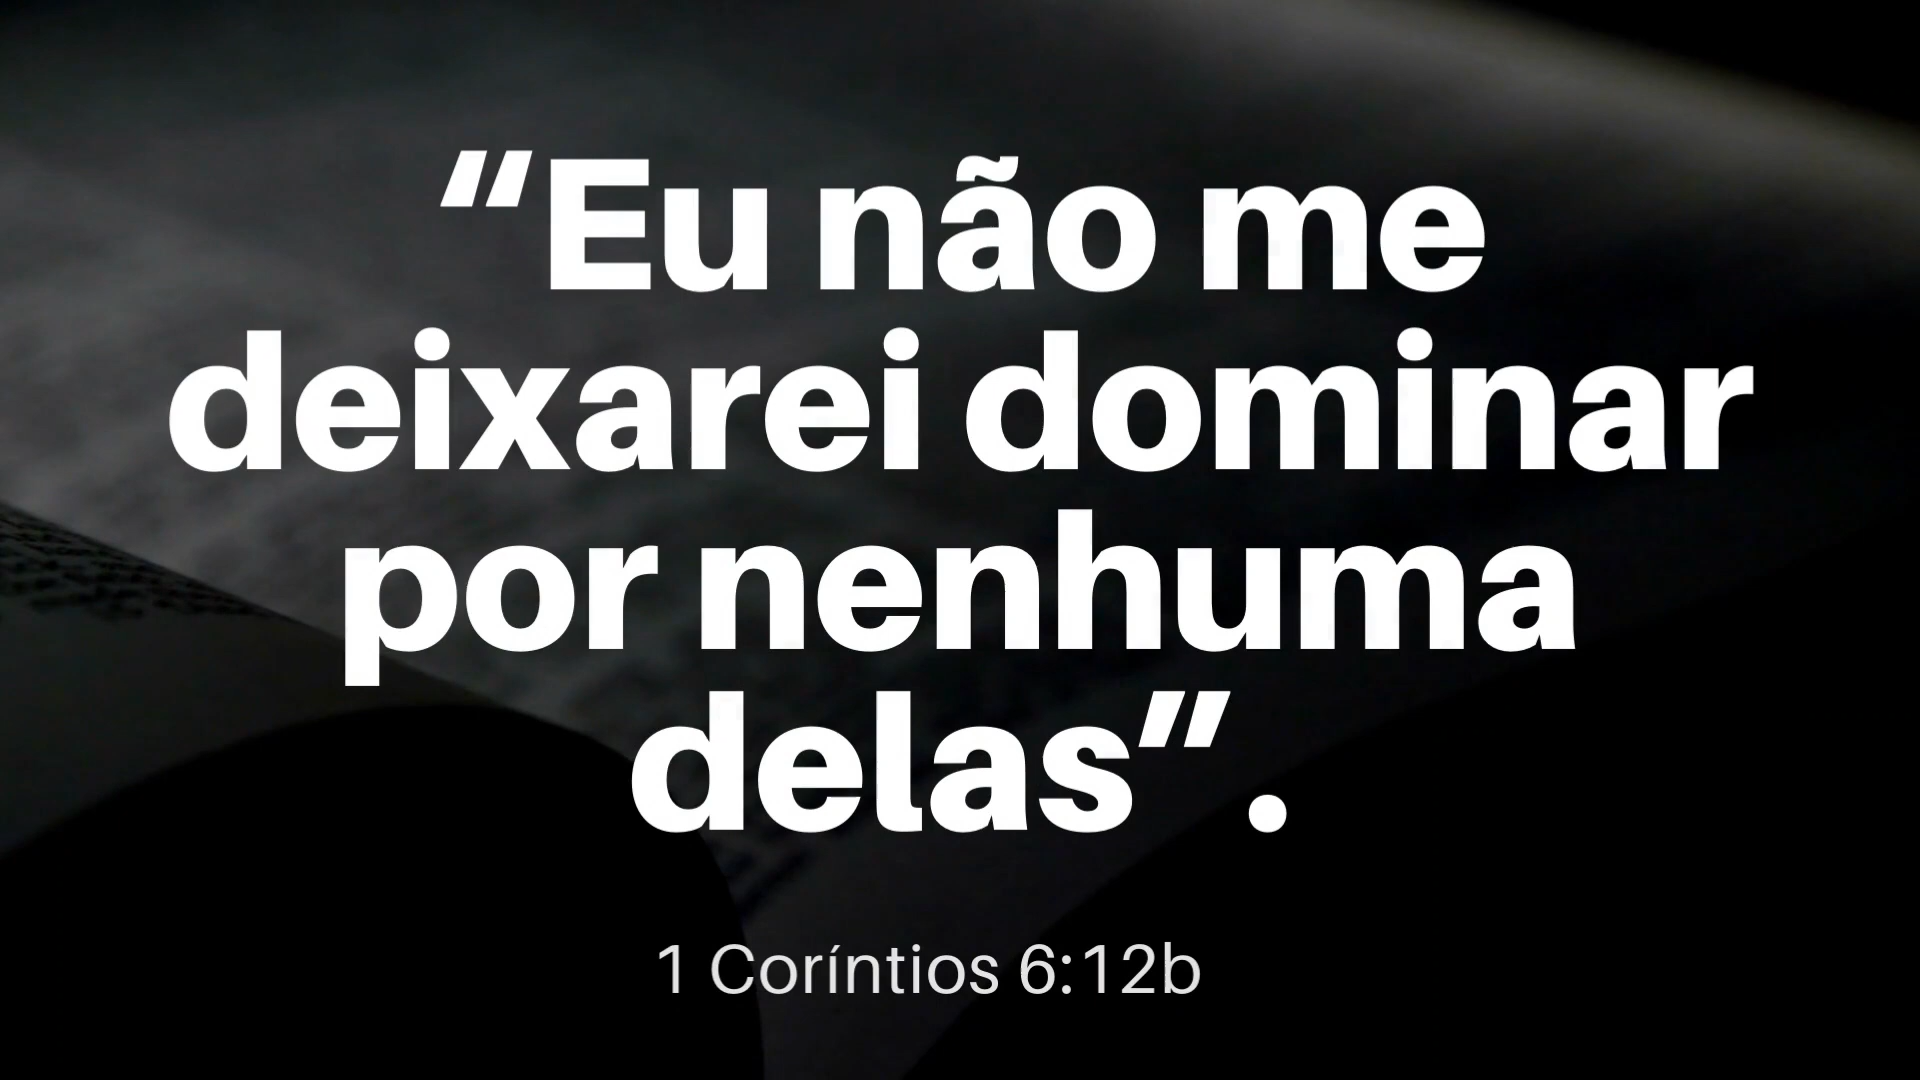 “Eu não me
deixarei dominar
por nenhuma
delas”.
1 Coríntios 6:12b